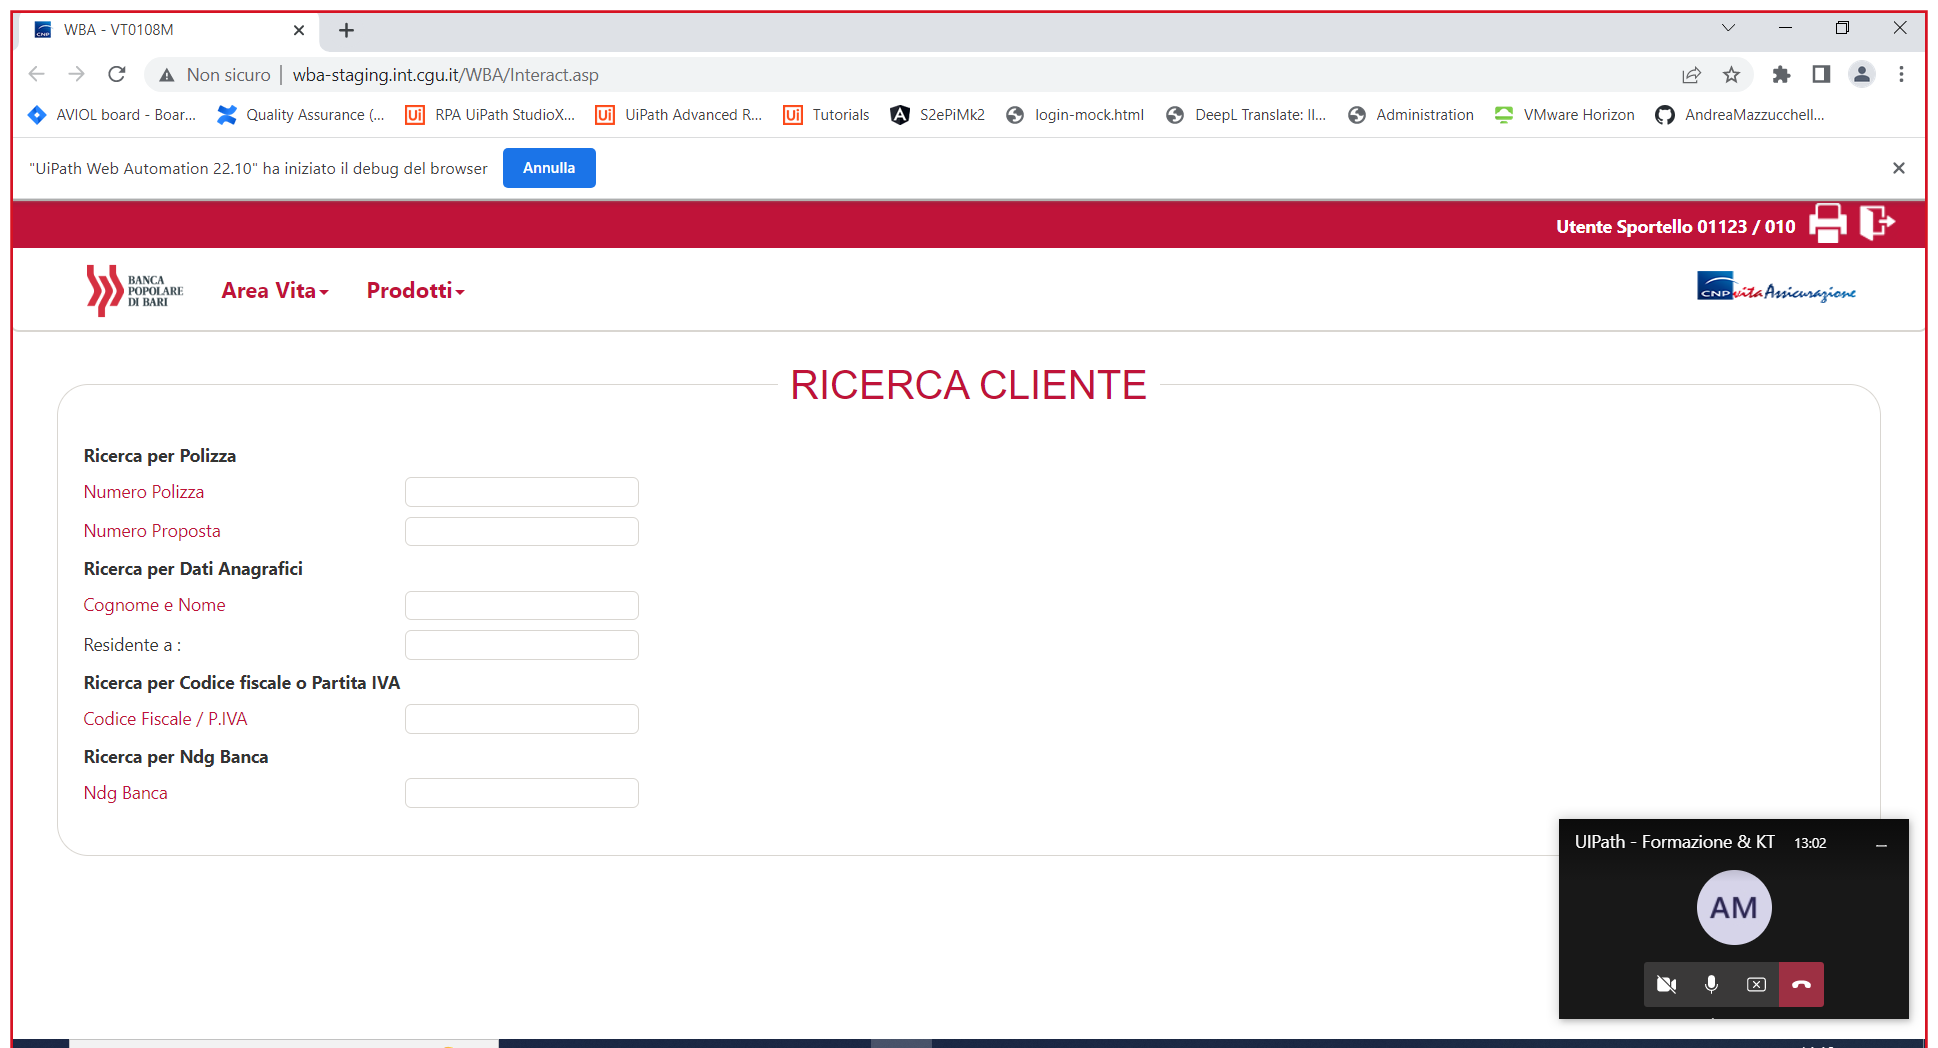 WBA - VT0108M
Non sicuro | wba-staging.int.cgu.it/WBA/Interact.asp
AVIOL board - Boar... Quality Assurance (... RPA UiPath StudioX... UiPath Advanced R... Tutorials S2ePiMk2 login-mock.html DeepL Translate: Il... Administration VMware Horizon AndreaMazzucchell...
"UiPath Web Automation 22.10" ha iniziato il debug del browser Annulla
Utente Sportello 01123 / 010
BANCA
POPOLARE
DI BARI
Area Vita Prodotti
CNP vita Assicurazione
RICERCA CLIENTE
Ricerca per Polizza
Numero Polizza
Numero Proposta
Ricerca per Dati Anagrafici
Cognome e Nome
Residente a :
Ricerca per Codice fiscale o Partita IVA
Codice Fiscale / P.IVA
Ricerca per Ndg Banca
Ndg Banca
UIPath - Formazione & KT 13:02
AM